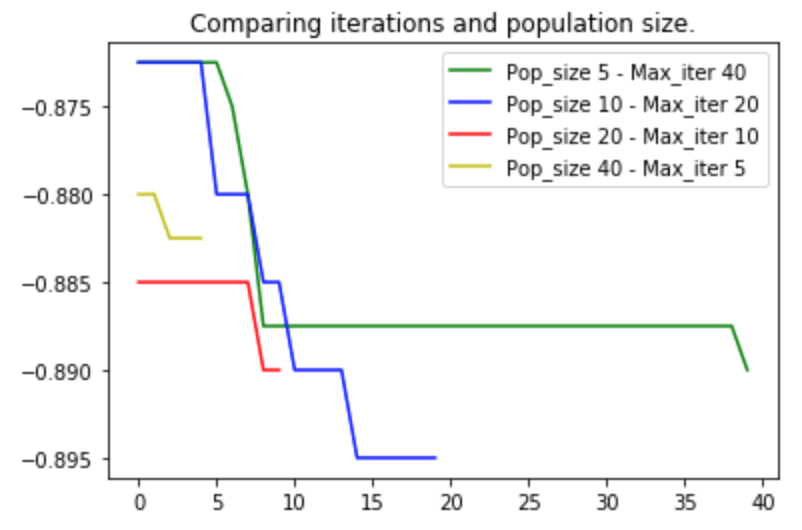 Comparing iterations and population size.
Pop_size 5 - Max_iter 40
Pop_size 10 - Max_iter 20
Pop_size 20 - Max_iter 10
Pop_size 40 - Max_iter 5
−0.875
−0.880
−0.885
−0.890
−0.895
0 5 10 15 20 25 30 35 40